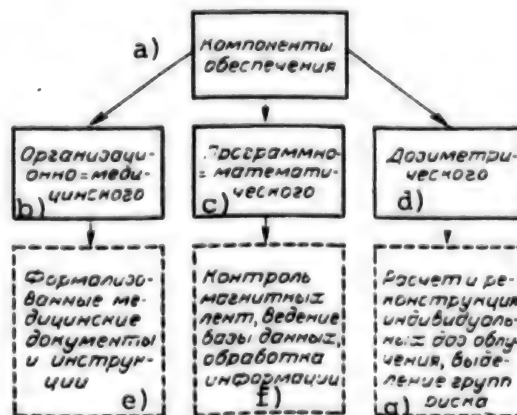 a)
Компоненты
обеспечения
Организаци-
онно=меди-
цинского
b)
Программно-
=математи-
ческого
c)
Дозиметри-
ческого
d)
Формализо-
ванные ме-
дицинские
документы
и инструк-
ции
e)
Контроль
магнитных
лент, ведение
базы данных,
обработка
информации
f)
Расчет и ре-
конструкция
индивидуаль-
ных доз облу-
чения, выде-
ление групп
риска
g)